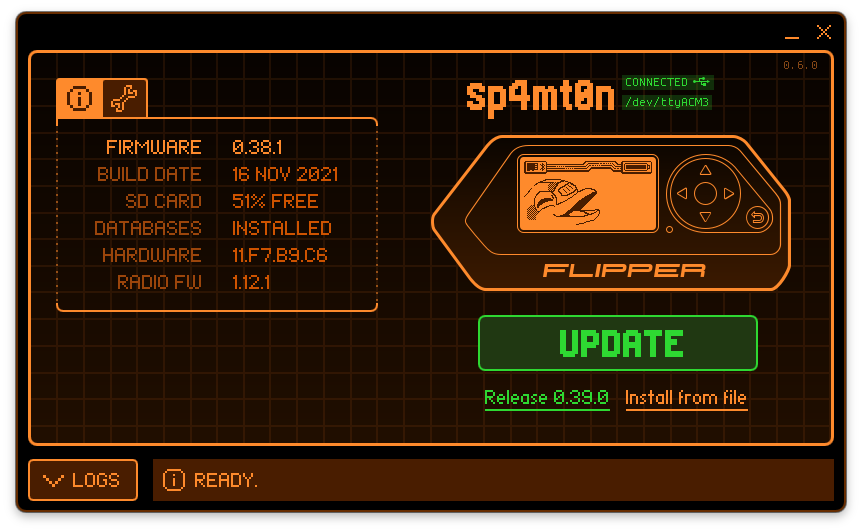 0.6.0
sp4mt0n
CONNECTED
/dev/ttyACM3
FIRMWARE 0.38.1
BUILD DATE 16 NOV 2021
SD CARD 51% FREE
DATABASES INSTALLED
HARDWARE 11.F7.B9.C6
RADIO FW 1.12.1
FLIPPER
UPDATE
Release 0.39.0 Install from file
LOGS
READY.